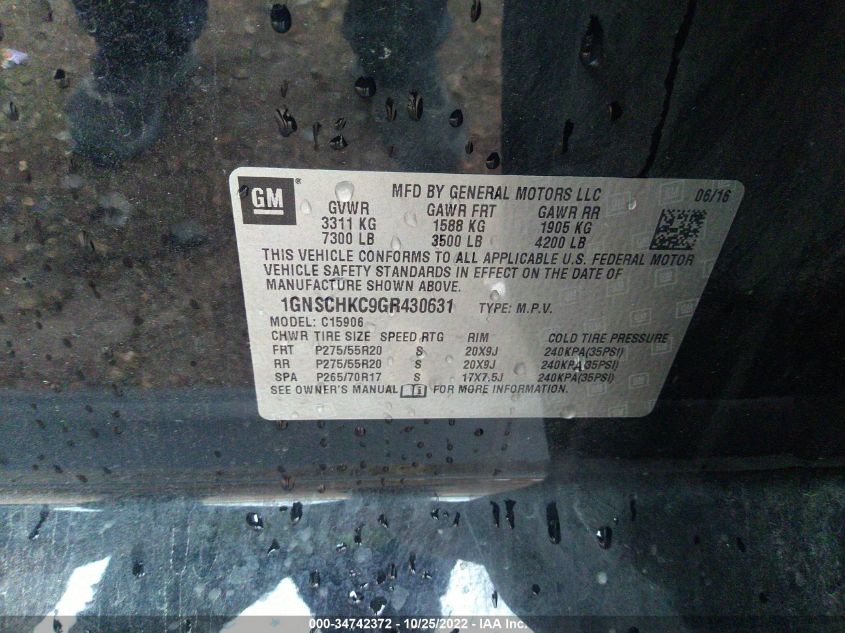 GM® MFD BY GENERAL MOTORS LLC 06/16
GVWR GAWR FRT GAWR RR
3311 KG 1588 KG 1905 KG
7300 LB 3500 LB 4200 LB
THIS VEHICLE CONFORMS TO ALL APPLICABLE U.S. FEDERAL MOTOR
VEHICLE SAFETY STANDARDS IN EFFECT ON THE DATE OF
MANUFACTURE SHOWN ABOVE.
1GNSCHKC9GR430631 TYPE: M.P.V.
MODEL: C15906
CHWR TIRE SIZE SPEED RTG RIM COLD TIRE PRESSURE
FRT P275/55R20 S 20X9J 240KPA(35PSI)
RR P275/55R20 S 20X9J 240KPA(35PSI)
SPA P265/70R17 S 17X7.5J 240KPA(35PSI)
SEE OWNER'S MANUAL i FOR MORE INFORMATION.
000-34742372 - 10/25/2022 - IAA Inc.